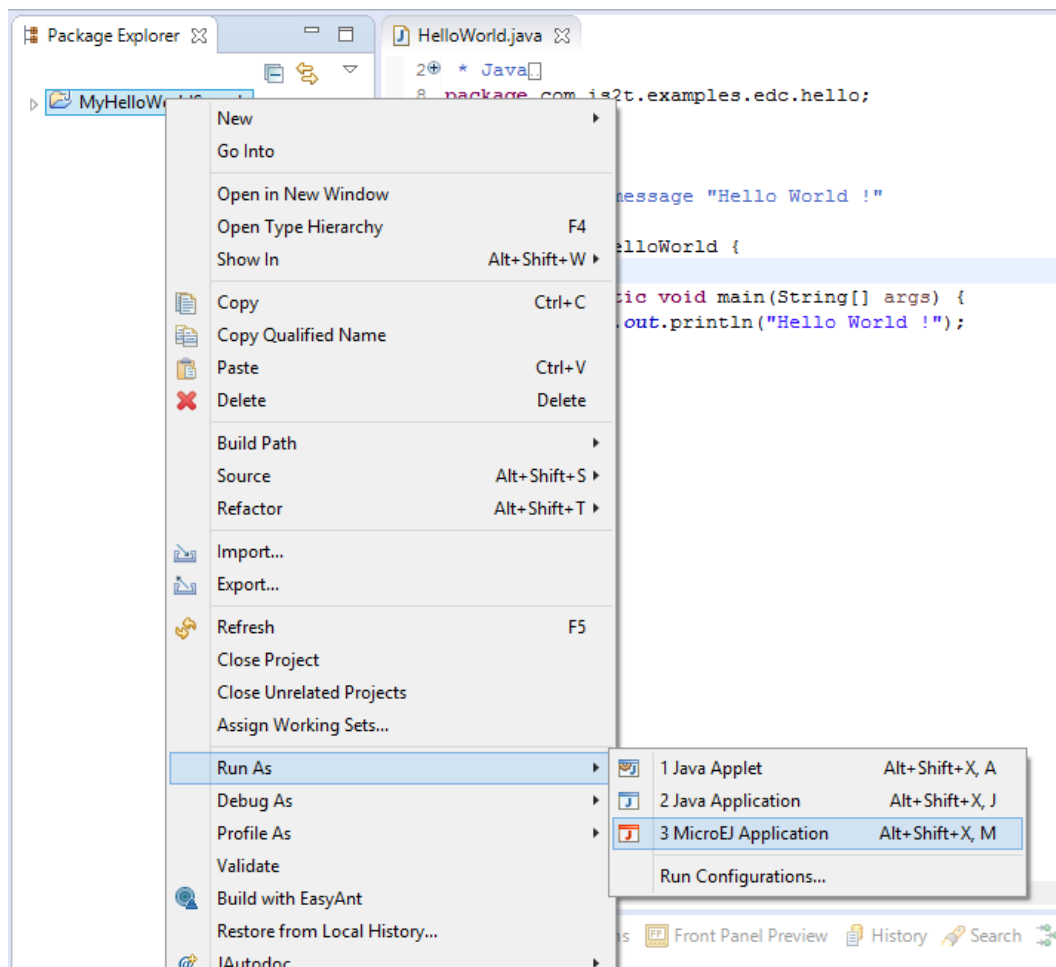 Package Explorer
HelloWorld.java
2 * Java
8 package com.is2t.examples.edc.hello;
MyHelloWo
message "Hello World !"
elloWorld {
tic void main(String[] args) {
.out.println("Hello World !");
New
Go Into
Open in New Window
Open Type Hierarchy F4
Show In Alt+Shift+W
Copy Ctrl+C
Copy Qualified Name
Paste Ctrl+V
Delete Delete
Build Path
Source Alt+Shift+S
Refactor Alt+Shift+T
Import...
Export...
Refresh F5
Close Project
Close Unrelated Projects
Assign Working Sets...
Run As
Debug As
Profile As
Validate
Build with EasyAnt
Restore from Local History...
JAutodoc
1 Java Applet Alt+Shift+X, A
2 Java Application Alt+Shift+X, J
3 MicroEJ Application Alt+Shift+X, M
Run Configurations...
ns FP Front Panel Preview History Search